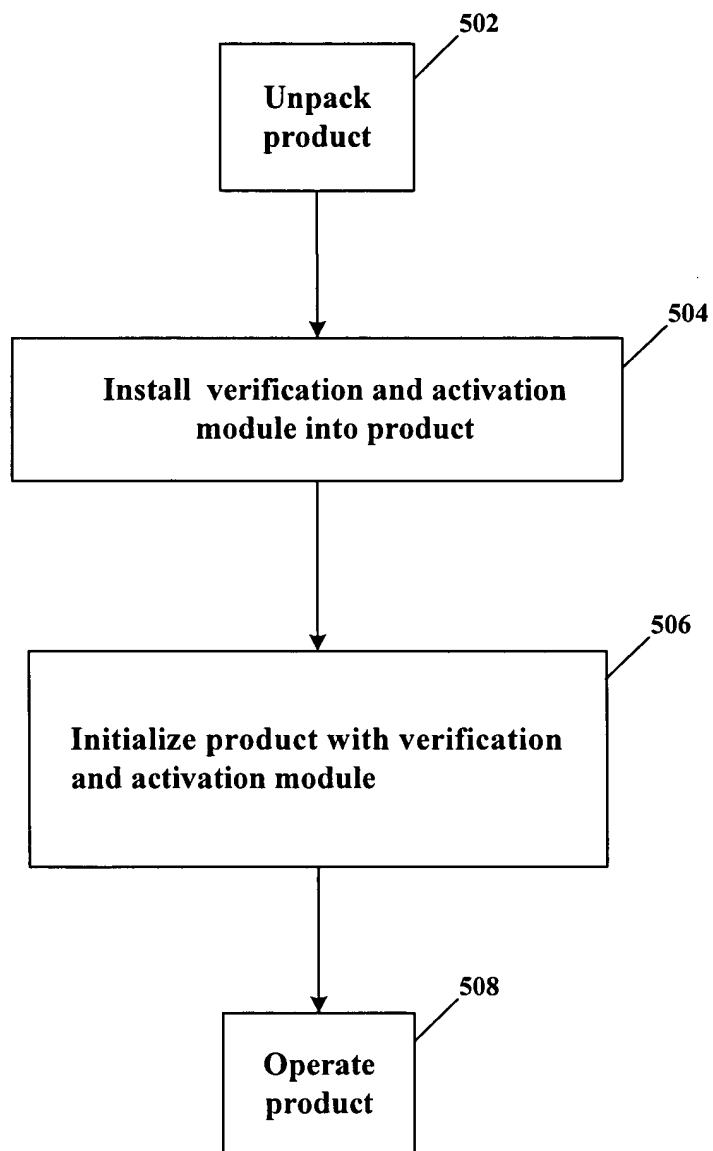 502
Unpack
product
504
Install verification and activation
module into product
506
Initialize product with verification
and activation module
508
Operate
product